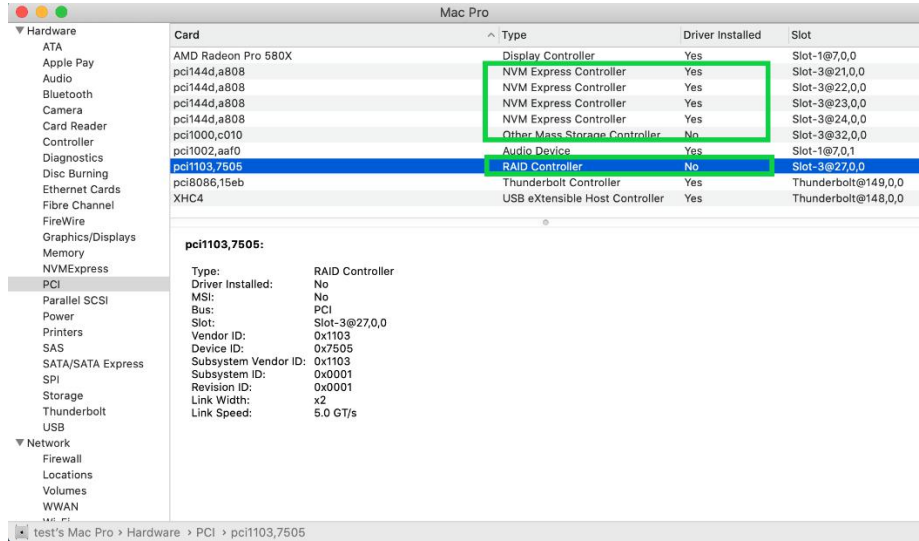 Mac Pro
Hardware
ATA
Apple Pay
Audio
Bluetooth
Camera
Card Reader
Controller
Diagnostics
Disc Burning
Ethernet Cards
Fibre Channel
FireWire
Graphics/Displays
Memory
NVMExpress
PCI
Parallel SCSI
Power
Printers
SAS
SATA/SATA Express
SPI
Storage
Thunderbolt
USB
Network
Firewall
Locations
Volumes
WWAN
Wi-Fi
Card Type Driver Installed Slot
AMD Radeon Pro 580X Display Controller Yes Slot-1@7,0,0
pci144d,a808 NVM Express Controller Yes Slot-3@21,0,0
pci144d,a808 NVM Express Controller Yes Slot-3@22,0,0
pci144d,a808 NVM Express Controller Yes Slot-3@23,0,0
pci144d,a808 NVM Express Controller Yes Slot-3@24,0,0
pci1000,c010 Other Mass Storage Controller No Slot-3@32,0,0
pci1002,aaf0 Audio Device Yes Slot-1@7,0,1
pci1103,7505 RAID Controller No Slot-3@27,0,0
pci8086,15eb Thunderbolt Controller Yes Thunderbolt@149,0,0
XHC4 USB eXtensible Host Controller Yes Thunderbolt@148,0,0
pci1103,7505:
Type: RAID Controller
Driver Installed: No
MSI: No
Bus: PCI
Slot: Slot-3@27,0,0
Vendor ID: 0x1103
Device ID: 0x7505
Subsystem Vendor ID: 0x1103
Subsystem ID: 0x0001
Revision ID: 0x0001
Link Width: x2
Link Speed: 5.0 GT/s
test's Mac Pro › Hardware › PCI › pci1103,7505